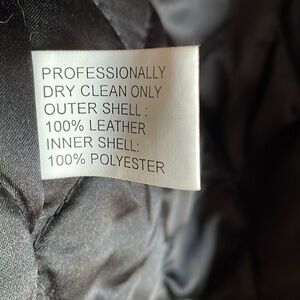 PROFESSIONALLY
DRY CLEAN ONLY
OUTER SHELL:
100% LEATHER
INNER SHELL:
100% POLYESTER